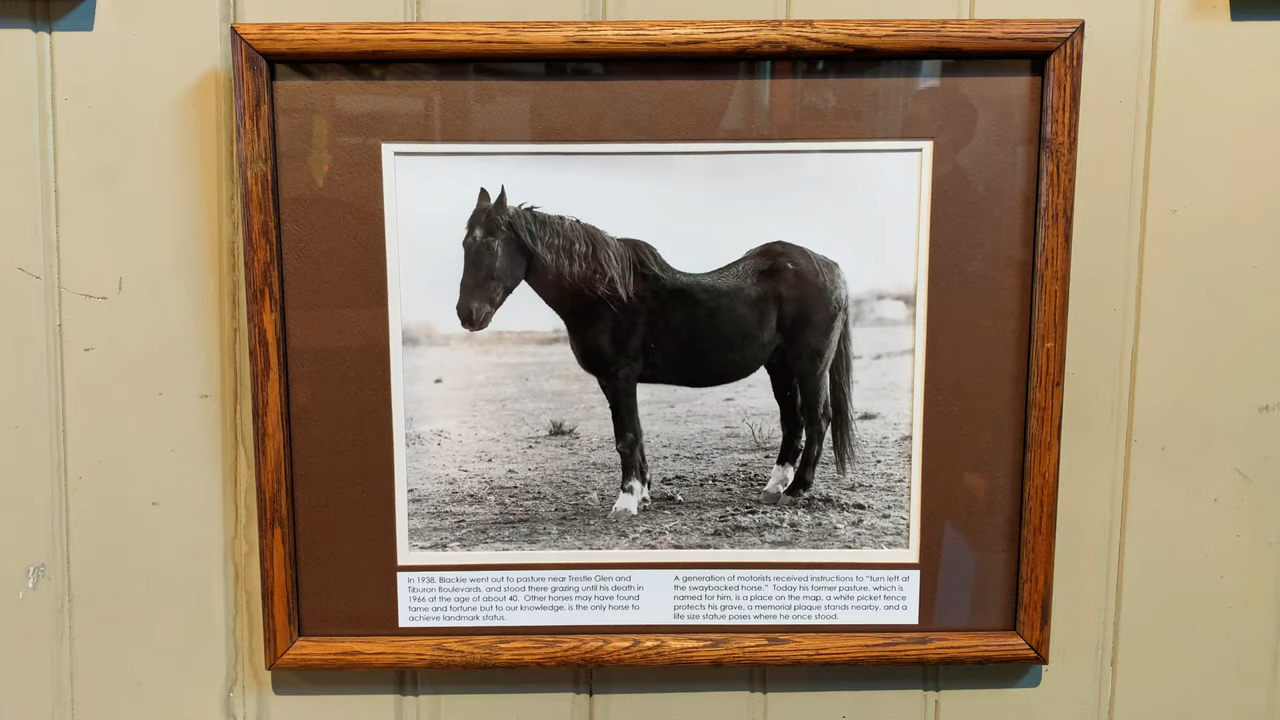 In 1938, Blackie went out to pasture near Trestle Glen and
Tiburon Boulevards, and stood there grazing until his death in
1966 at the age of about 40. Other horses may have found
fame and fortune but to our knowledge, is the only horse to
achieve landmark status.
A generation of motorists received instructions to "turn left at
the swaybacked horse." Today his former pasture, which is
named for him, is a place on the map, a white picket fence
protects his grave, a memorial plaque stands nearby, and a
life size statue poses where he once stood.